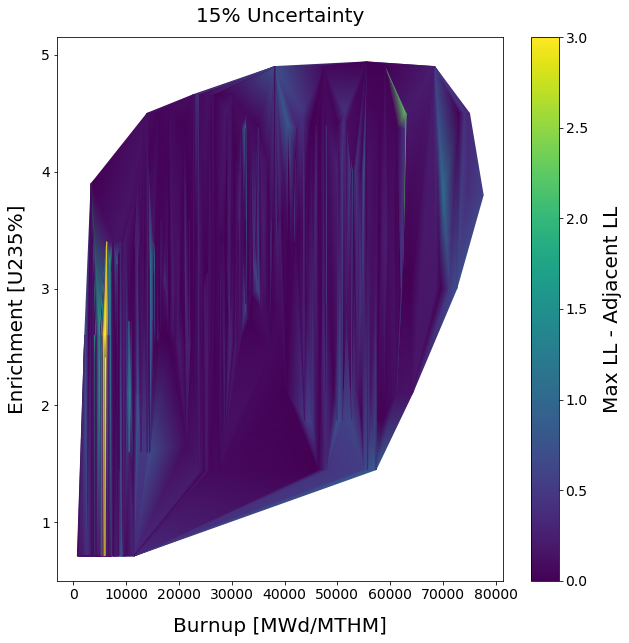 15% Uncertainty
5
4
3
2
1
Enrichment [U235%]
0 10000 20000 30000 40000 50000 60000 70000 80000
Burnup [MWd/MTHM]
3.0
2.5
2.0
1.5
1.0
0.5
0.0
Max LL - Adjacent LL